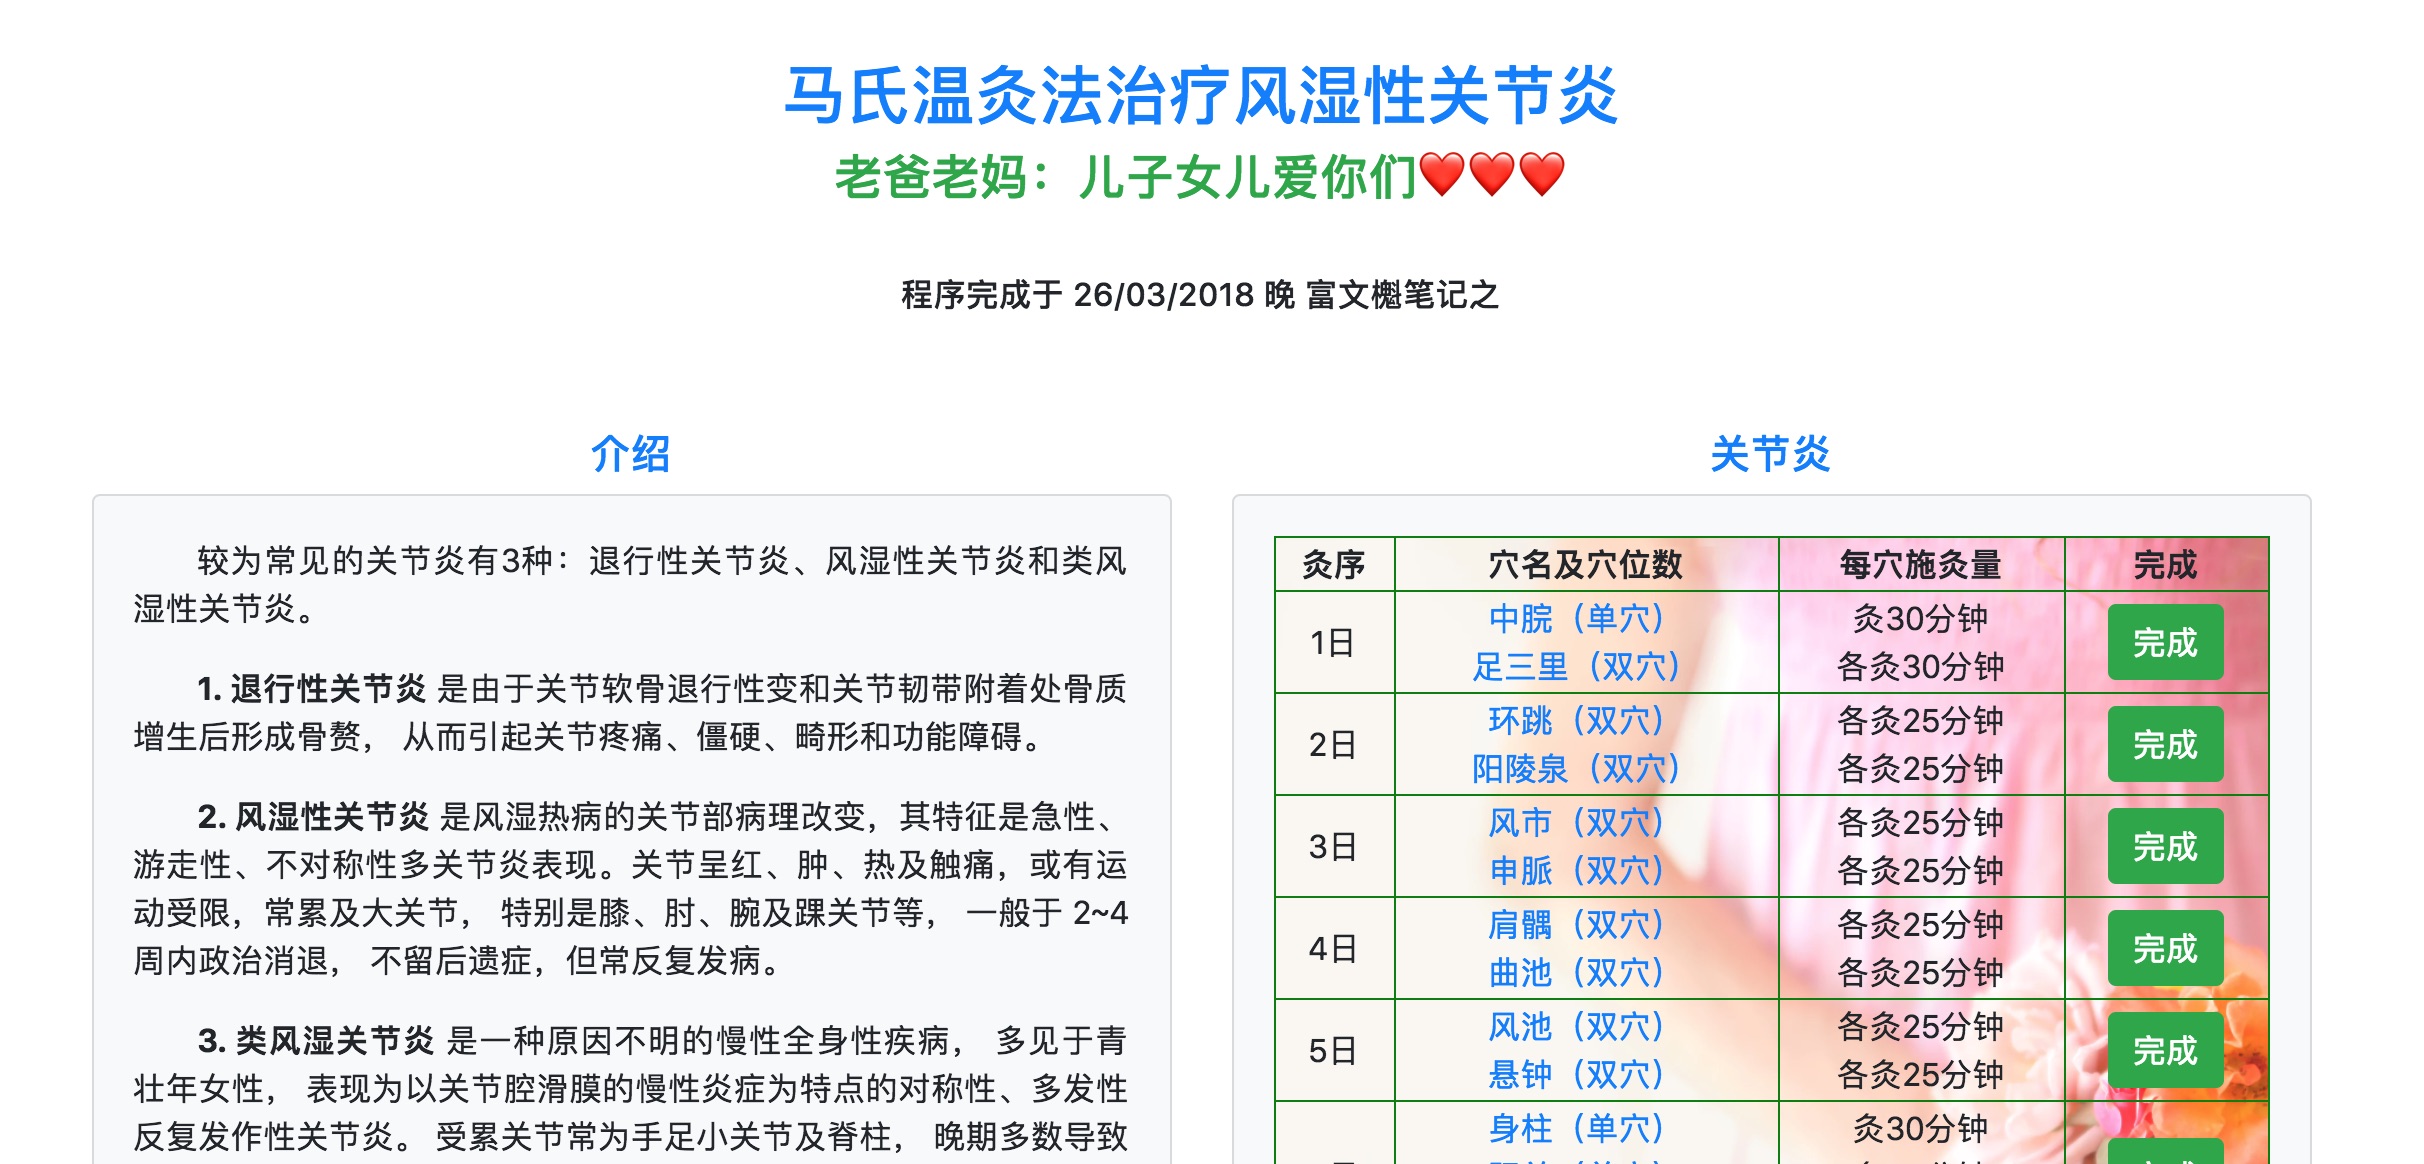 马氏温灸法治疗风湿性关节炎
老爸老妈：儿子女儿爱你们❤️❤️❤️
程序完成于 26/03/2018 晚 富文樾笔记之
介绍
较为常见的关节炎有3种：退行性关节炎、风湿性关节炎和类风
湿性关节炎。
1. 退行性关节炎 是由于关节软骨退行性变和关节韧带附着处骨质
增生后形成骨赘， 从而引起关节疼痛、僵硬、畸形和功能障碍。
2. 风湿性关节炎 是风湿热病的关节部病理改变，其特征是急性、
游走性、不对称性多关节炎表现。关节呈红、肿、热及触痛，或有运
动受限，常累及大关节， 特别是膝、肘、腕及踝关节等， 一般于 2~4
周内政治消退， 不留后遗症，但常反复发病。
3. 类风湿关节炎 是一种原因不明的慢性全身性疾病， 多见于青
壮年女性， 表现为以关节腔滑膜的慢性炎症为特点的对称性、多发性
反复发作性关节炎。 受累关节常为手足小关节及脊柱， 晚期多数导致
关节炎
灸序 穴名及穴位数 每穴施灸量 完成
1日 中脘（单穴） 灸30分钟 完成
足三里（双穴） 各灸30分钟
2日 环跳（双穴） 各灸25分钟 完成
阳陵泉（双穴） 各灸25分钟
3日 风市（双穴） 各灸25分钟 完成
申脈（双穴） 各灸25分钟
4日 肩髃（双穴） 各灸25分钟 完成
曲池（双穴） 各灸25分钟
5日 风池（双穴） 各灸25分钟 完成
悬钟（双穴） 各灸25分钟
身柱（单穴） 灸30分钟